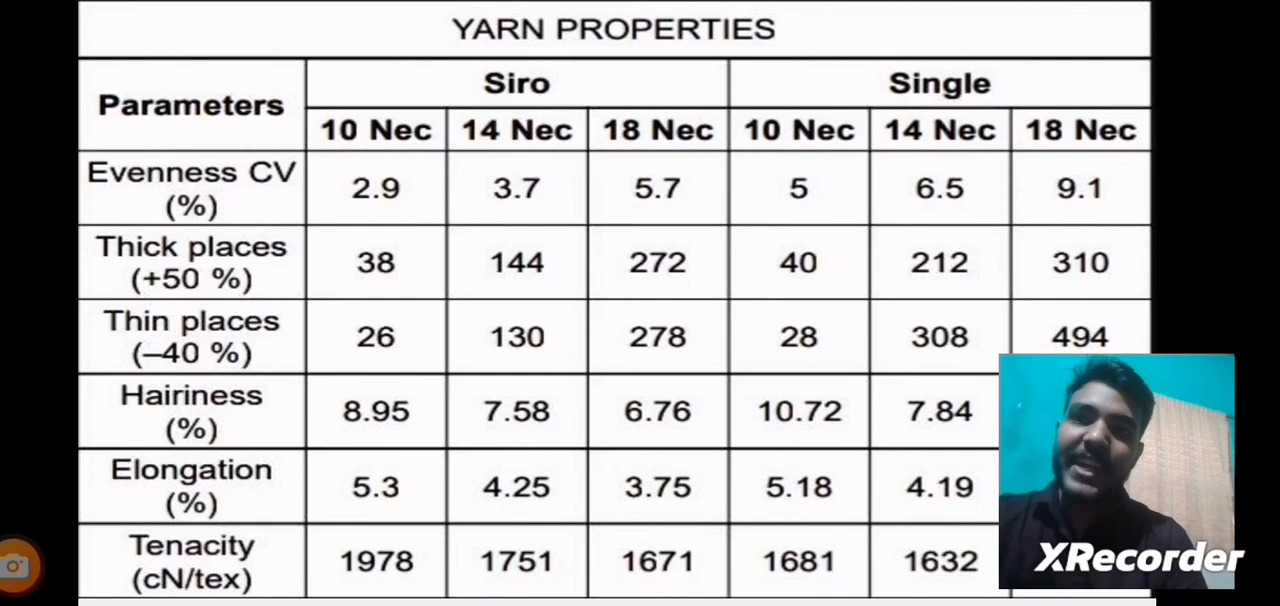 YARN PROPERTIES
Parameters Siro Single
10 Nec 14 Nec 18 Nec 10 Nec 14 Nec 18 Nec
Evenness CV
(%) 2.9 3.7 5.7 5 6.5 9.1
Thick places
(+50 %) 38 144 272 40 212 310
Thin places
(–40 %) 26 130 278 28 308 494
Hairiness
(%) 8.95 7.58 6.76 10.72 7.84
Elongation
(%) 5.3 4.25 3.75 5.18 4.19
Tenacity
(cN/tex) 1978 1751 1671 1681 1632
XRecorder